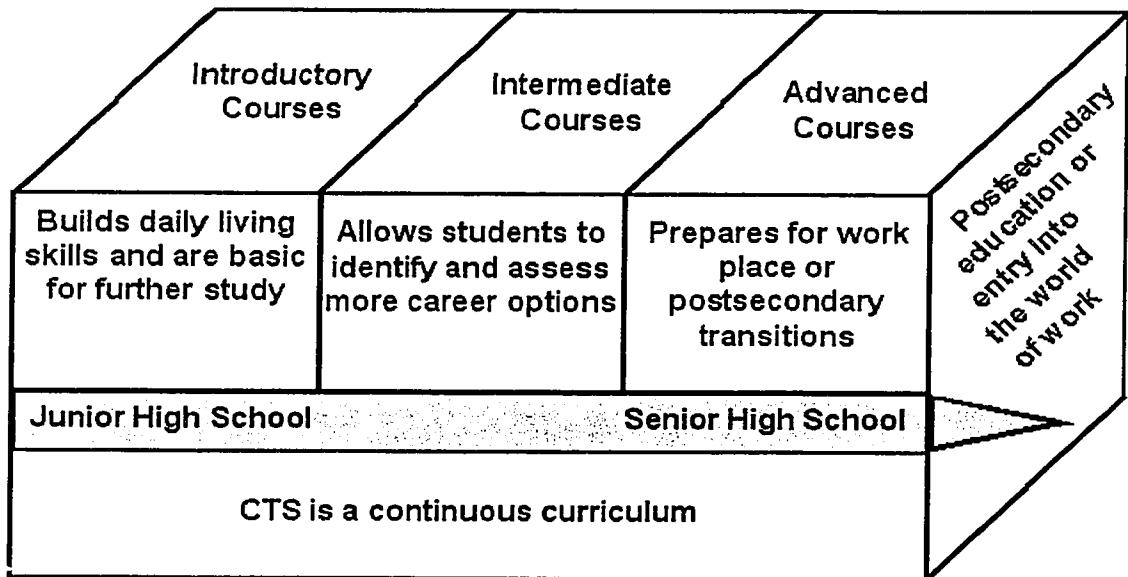 Introductory
Courses
Intermediate
Courses
Advanced
Courses
Postsecondary
education or
entry into
the world
of work
Builds daily living
skills and are basic
for further study
Allows students to
identify and assess
more career options
Prepares for work
place or
postsecondary
transitions
Junior High School
Senior High School
CTS is a continuous curriculum